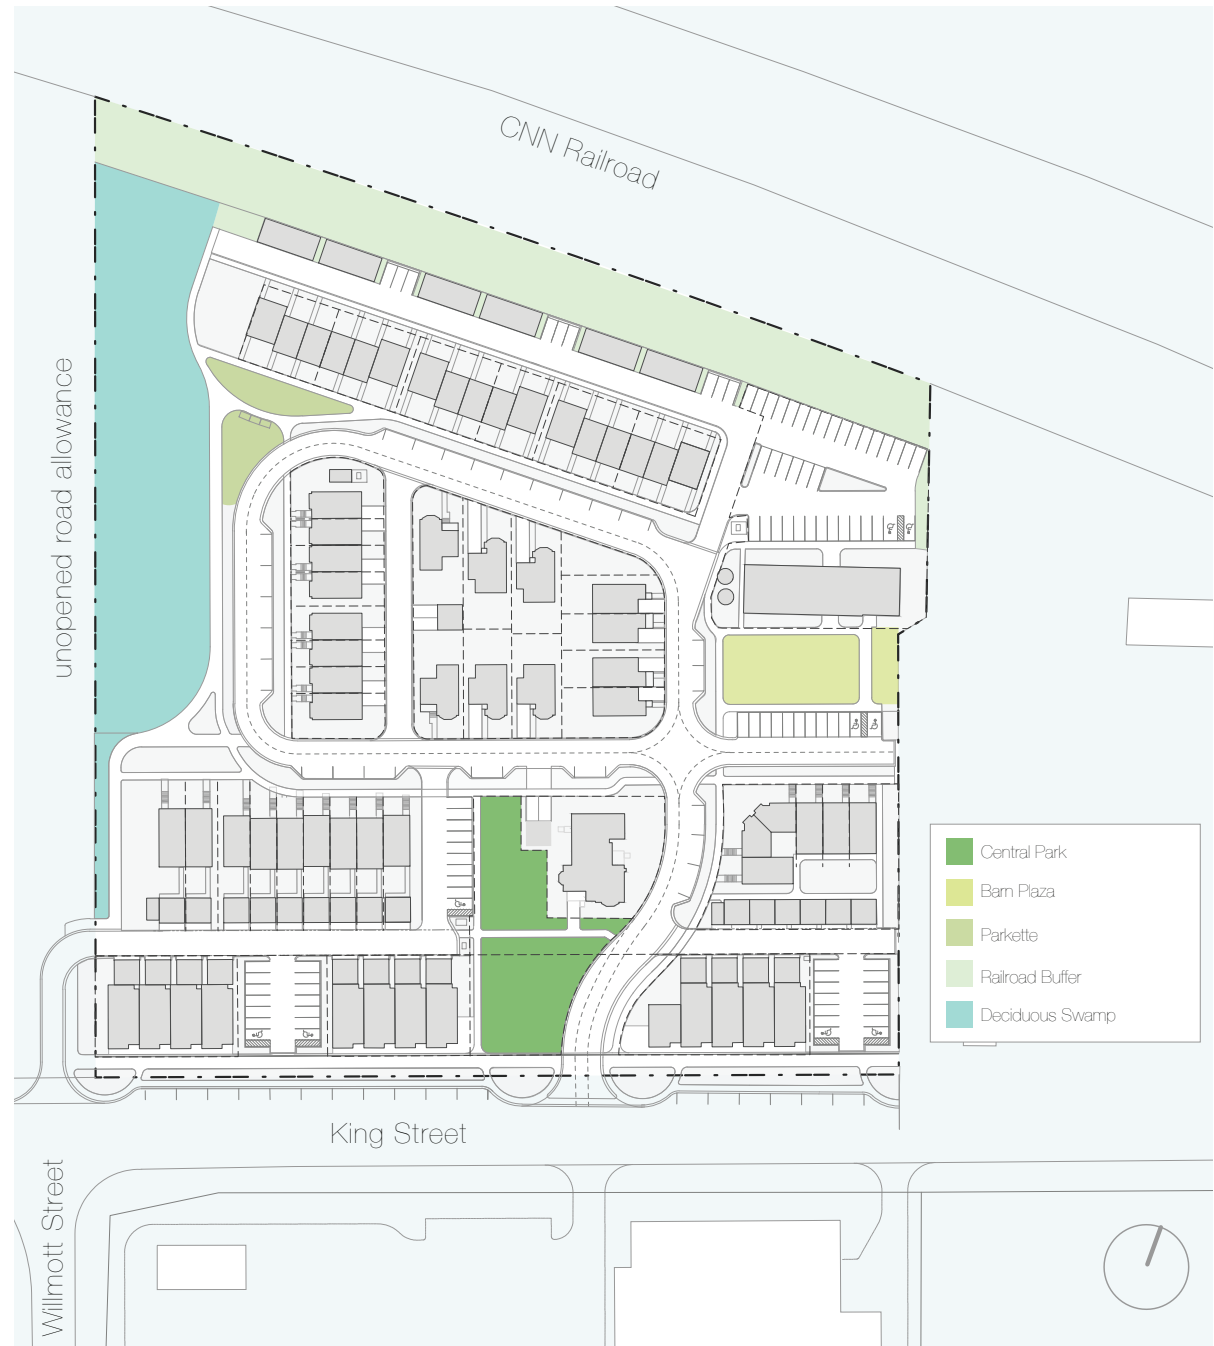 CNN Railroad
unopened road allowance
Central Park
Barn Plaza
Parkette
Railroad Buffer
Deciduous Swamp
King Street
Willmott Street